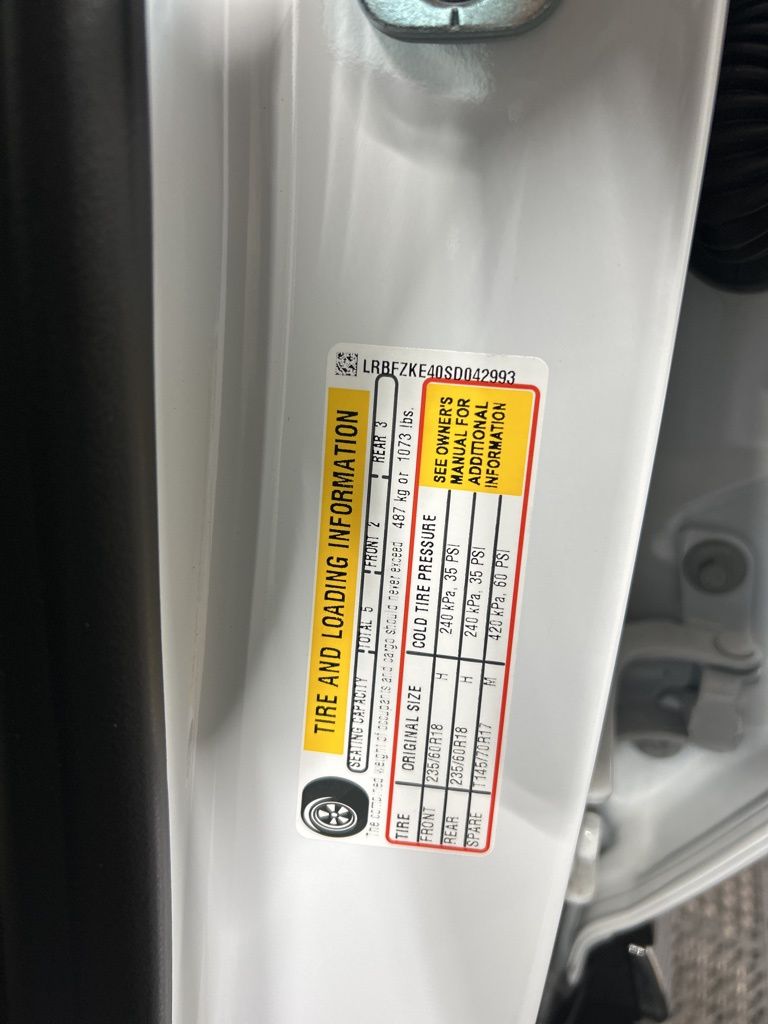 LRBFZKE40SD042993
TIRE AND LOADING INFORMATION
SEATING CAPACITY TOTAL 5 FRONT 2 REAR 3
The combined weight of occupants and cargo should never exceed 487 kg or 1073 lbs.
TIRE ORIGINAL SIZE COLD TIRE PRESSURE
FRONT 235/60R18 H 240 kPa, 35 PSI
REAR 235/60R18 H 240 kPa, 35 PSI
SPARE T145/70R17 M 420 kPa, 60 PSI
SEE OWNER'S
MANUAL FOR
ADDITIONAL
INFORMATION